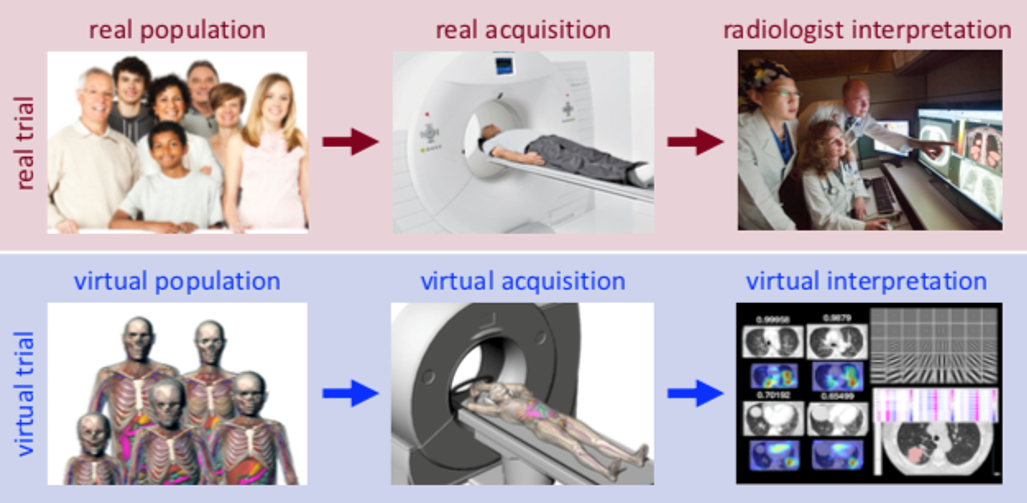 real population
real acquisition
radiologist interpretation
real trial
virtual population
virtual acquisition
virtual interpretation
virtual trial
0.99958
0.9879
0.70192
0.65499